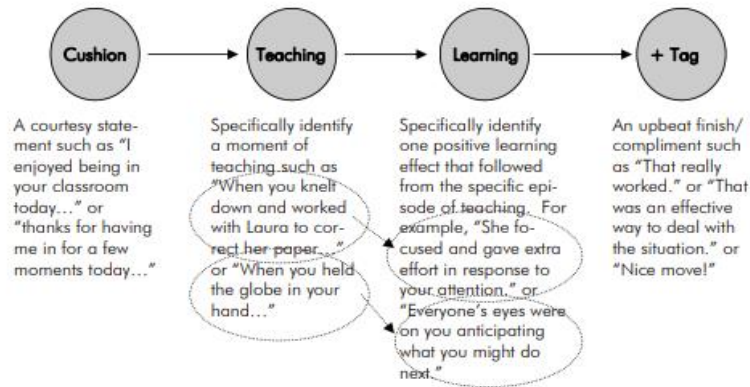 Cushion
Teaching
Learning
+ Tag
A courtesy state-
ment such as "I
enjoyed being in
your classroom
today..." or
"thanks for having
me in for a few
moments today..."
Specifically identify
a moment of
teaching such as
"When you knelt
down and worked
with Laura to cor-
rect her paper..."
or "When you held
the globe in your
hand..."
Specifically identify
one positive learning
effect that followed
from the specific epi-
sode of teaching. For
example, "She fo-
cused and gave extra
effort in response to
your attention." or
"Everyone's eyes were
on you anticipating
what you might do
next."
An upbeat finish/
compliment such
as "That really
worked." or "That
was an effective
way to deal with
the situation." or
"Nice move!"